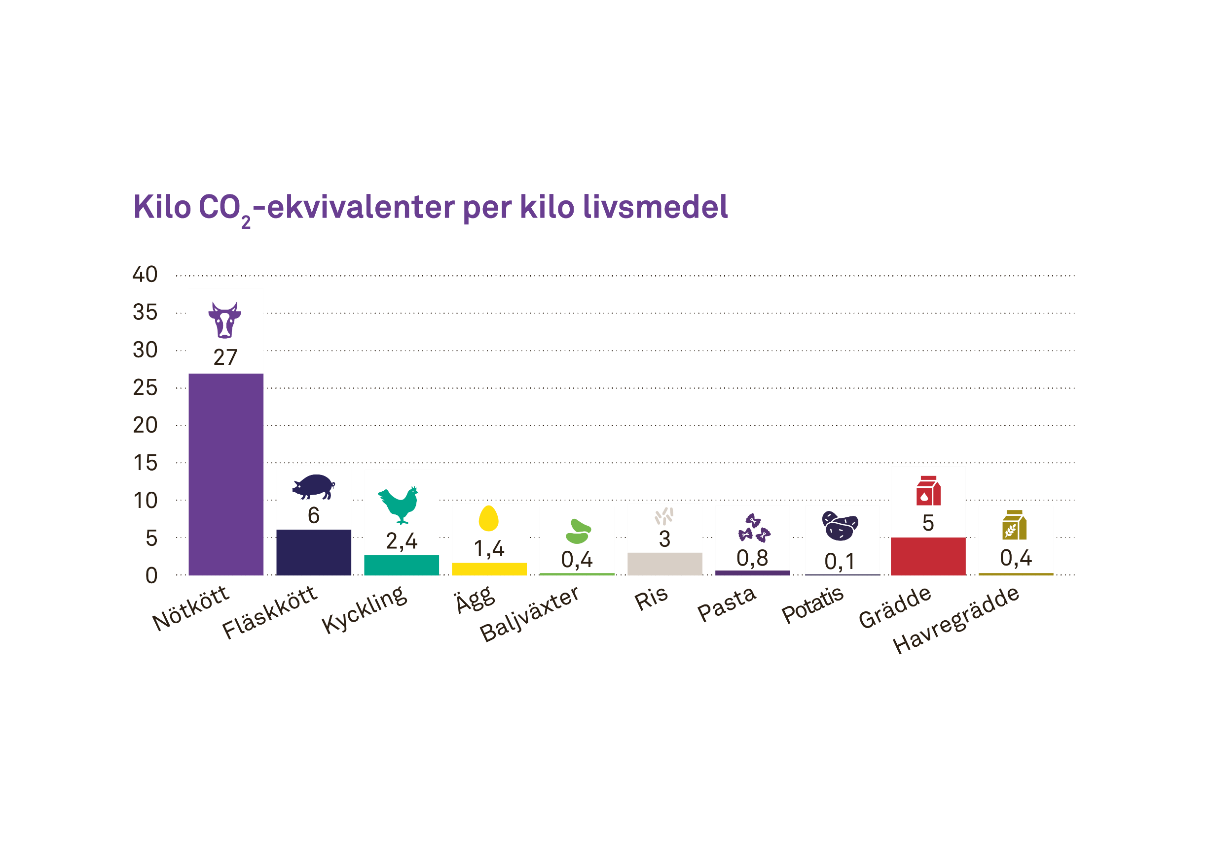 Kilo CO₂-ekvivalenter per kilo livsmedel
40
35
30
25
20
15
10
5
0
27
6
2,4
1,4
0,4
3
0,8
0,1
5
0,4
Nötkött
Fläskkött
Kyckling
Ägg
Baljväxter
Ris
Pasta
Potatis
Grädde
Havregrädde